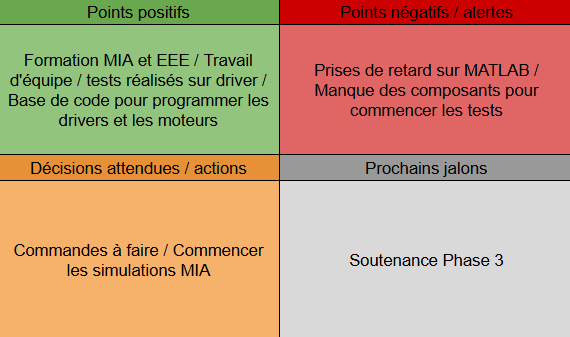 Points positifs
Points négatifs / alertes
Formation MIA et EEE / Travail
d'équipe / tests réalisés sur driver /
Base de code pour programmer les
drivers et les moteurs
Prises de retard sur MATLAB /
Manque des composants pour
commencer les tests
Décisions attendues / actions
Prochains jalons
Commandes à faire / Commencer
les simulations MIA
Soutenance Phase 3